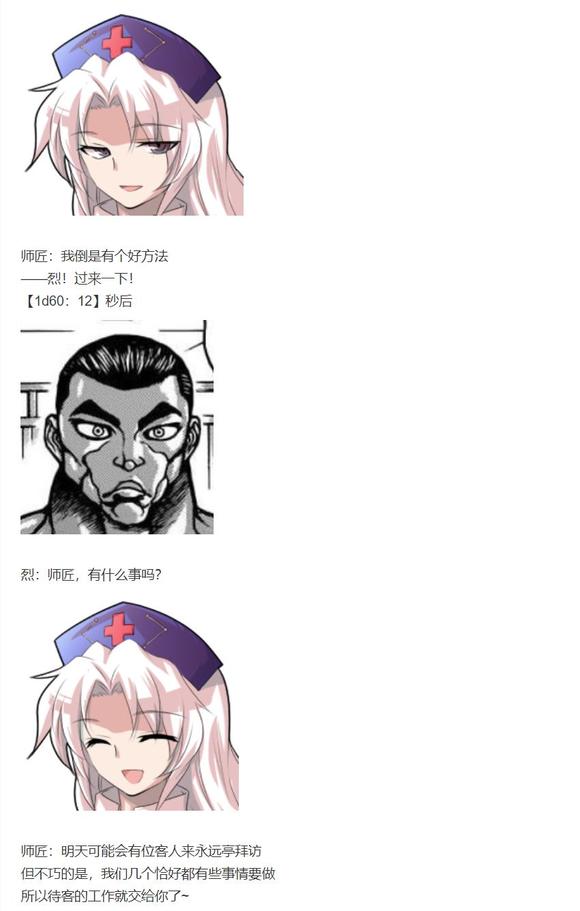 师匠：我倒是有个好方法
——烈！过来一下！
【1d60：12】秒后
烈：师匠，有什么事吗？
师匠：明天可能会有位客人来永远亭拜访
但不巧的是，我们几个恰好都有些事情要做
所以待客的工作就交给你了~